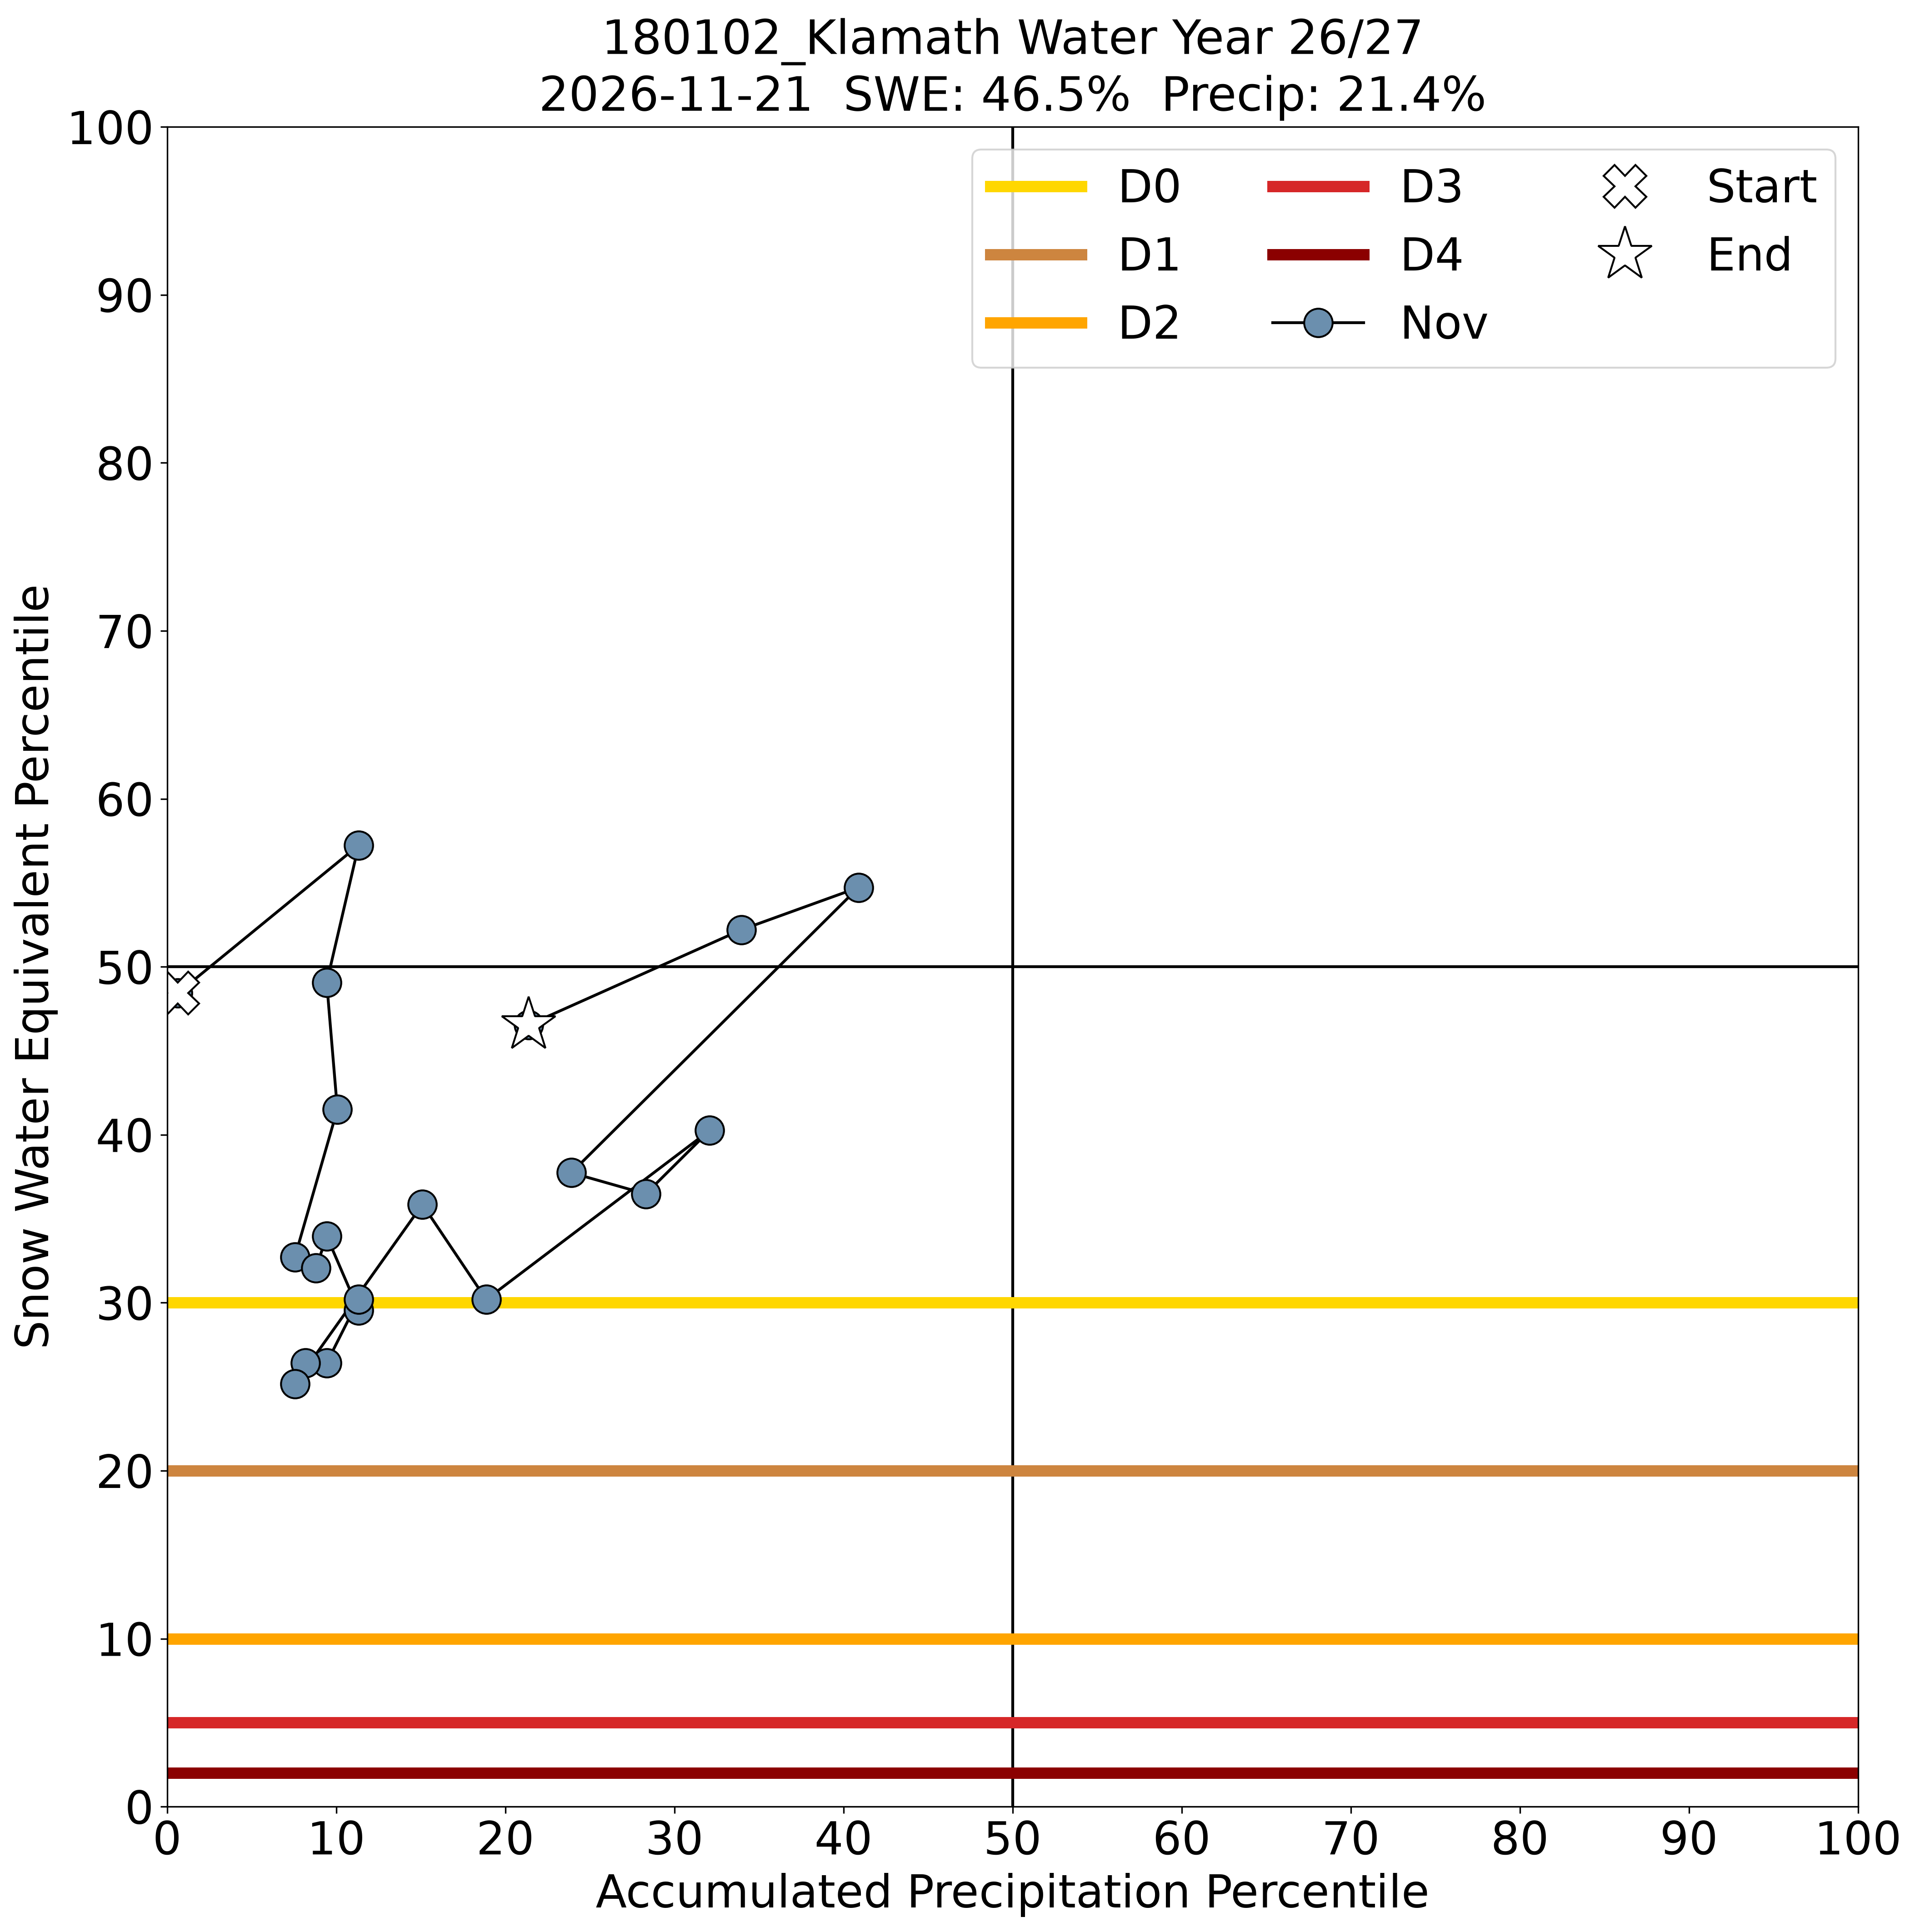 180102_Klamath Water Year 26/27
2026-11-21  SWE: 46.5%  Precip: 21.4%
100
90
80
70
60
50
40
30
20
10
0
Snow Water Equivalent Percentile
D0
D1
D2
D3
D4
Nov
Start
End
0 10 20 30 40 50 60 70 80 90 100
Accumulated Precipitation Percentile